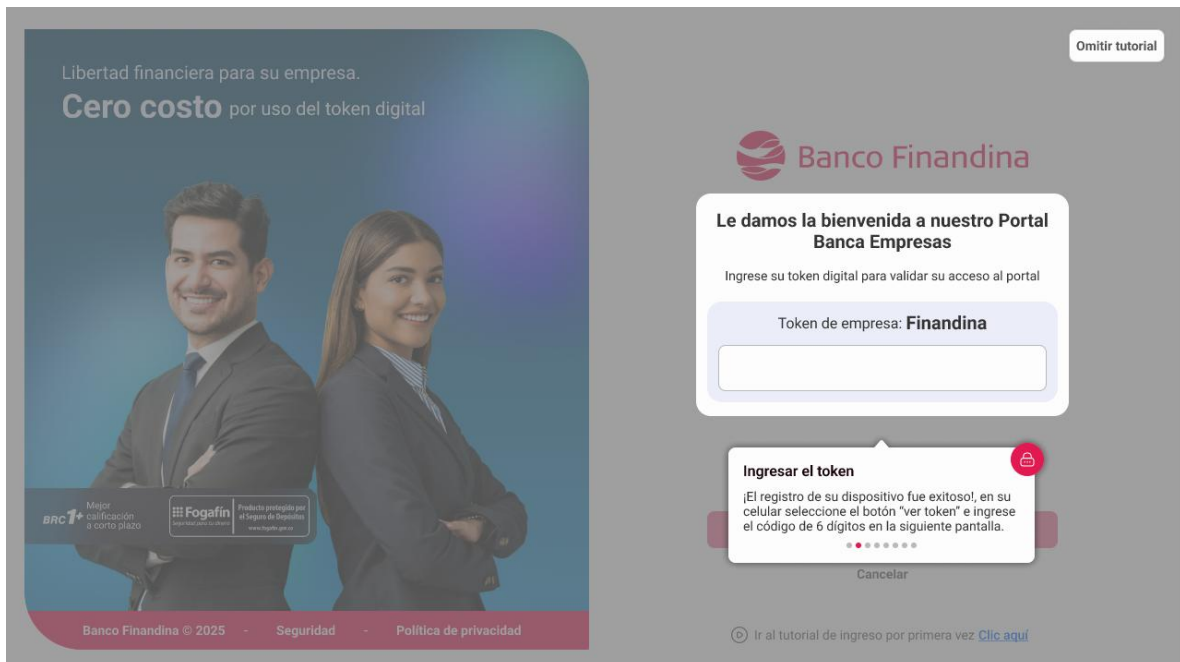 Omitir tutorial
Libertad financiera para su empresa.
Cero costo por uso del token digital
Banco Finandina
Le damos la bienvenida a nuestro Portal
Banca Empresas
Ingrese su token digital para validar su acceso al portal
Token de empresa: Finandina
Ingresar el token
¡El registro de su dispositivo fue exitoso!, en su
celular seleccione el botón “ver token” e ingrese
el código de 6 dígitos en la siguiente pantalla.
Cancelar
Ir al tutorial de ingreso por primera vez Clic aquí
BRC 1+
Mejor
calificación
a corto plazo
Fogafín
Producto protegido por
el Seguro de Depósitos
www.fogafin.gov.co
Banco Finandina © 2025 - Seguridad - Política de privacidad